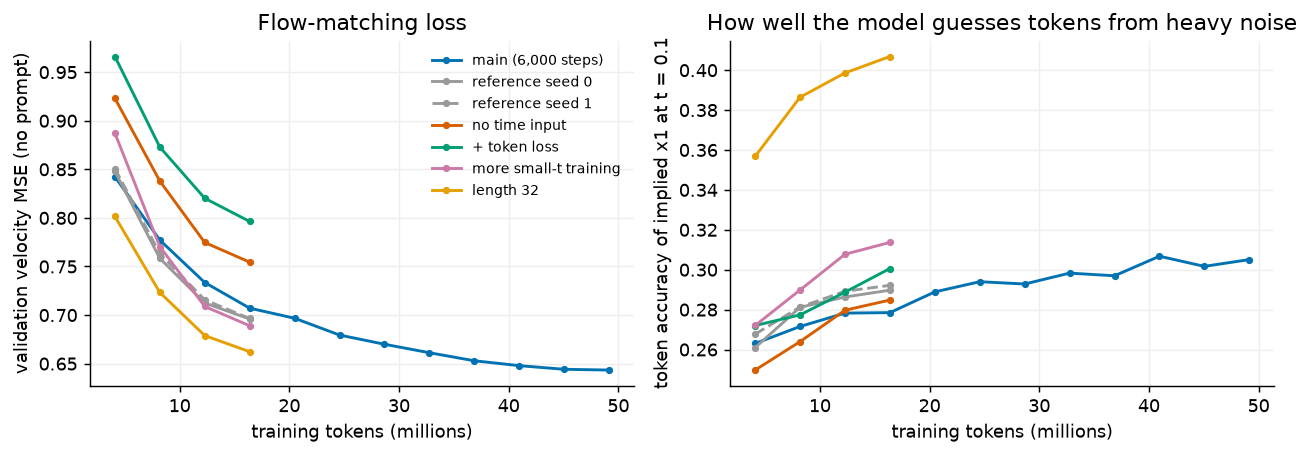 Flow-matching loss
validation velocity MSE (no prompt)
0.95
0.90
0.85
0.80
0.75
0.70
0.65
main (6,000 steps)
reference seed 0
reference seed 1
no time input
+ token loss
more small-t training
length 32
10
20
30
40
50
training tokens (millions)
How well the model guesses tokens from heavy noise
token accuracy of implied x1 at t = 0.1
0.40
0.38
0.36
0.34
0.32
0.30
0.28
0.26
10
20
30
40
50
training tokens (millions)